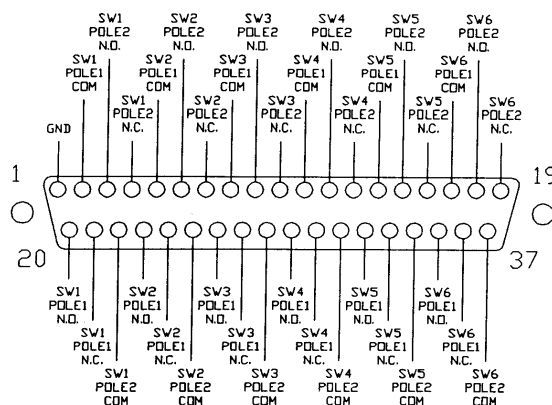 SW1 POLE2 N.O.
SW2 POLE2 N.O.
SW3 POLE2 N.O.
SW4 POLE2 N.O.
SW5 POLE2 N.O.
SW6 POLE2 N.O.
SW1 POLE1 COM
SW2 POLE1 COM
SW3 POLE1 COM
SW4 POLE1 COM
SW5 POLE1 COM
SW6 POLE1 COM
GND
SW1 POLE2 N.C.
SW2 POLE2 N.C.
SW3 POLE2 N.C.
SW4 POLE2 N.C.
SW5 POLE2 N.C.
SW6 POLE2 N.C.
1
19
20
37
SW1 POLE1 N.O.
SW2 POLE1 N.O.
SW3 POLE1 N.O.
SW4 POLE1 N.O.
SW5 POLE1 N.O.
SW6 POLE1 N.O.
SW1 POLE1 N.C.
SW2 POLE1 N.C.
SW3 POLE1 N.C.
SW4 POLE1 N.C.
SW5 POLE1 N.C.
SW6 POLE1 N.C.
SW1 POLE2 COM
SW2 POLE2 COM
SW3 POLE2 COM
SW4 POLE2 COM
SW5 POLE2 COM
SW6 POLE2 COM